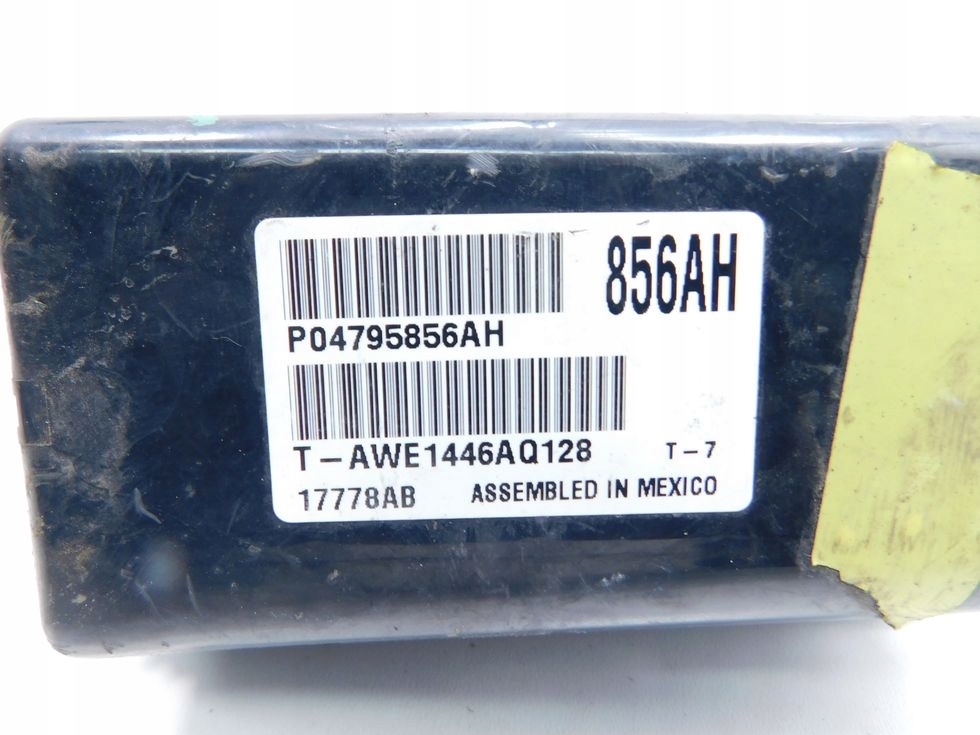 856AH
P04795856AH
T-AWE1446AQ128 T-7
17778AB ASSEMBLED IN MEXICO